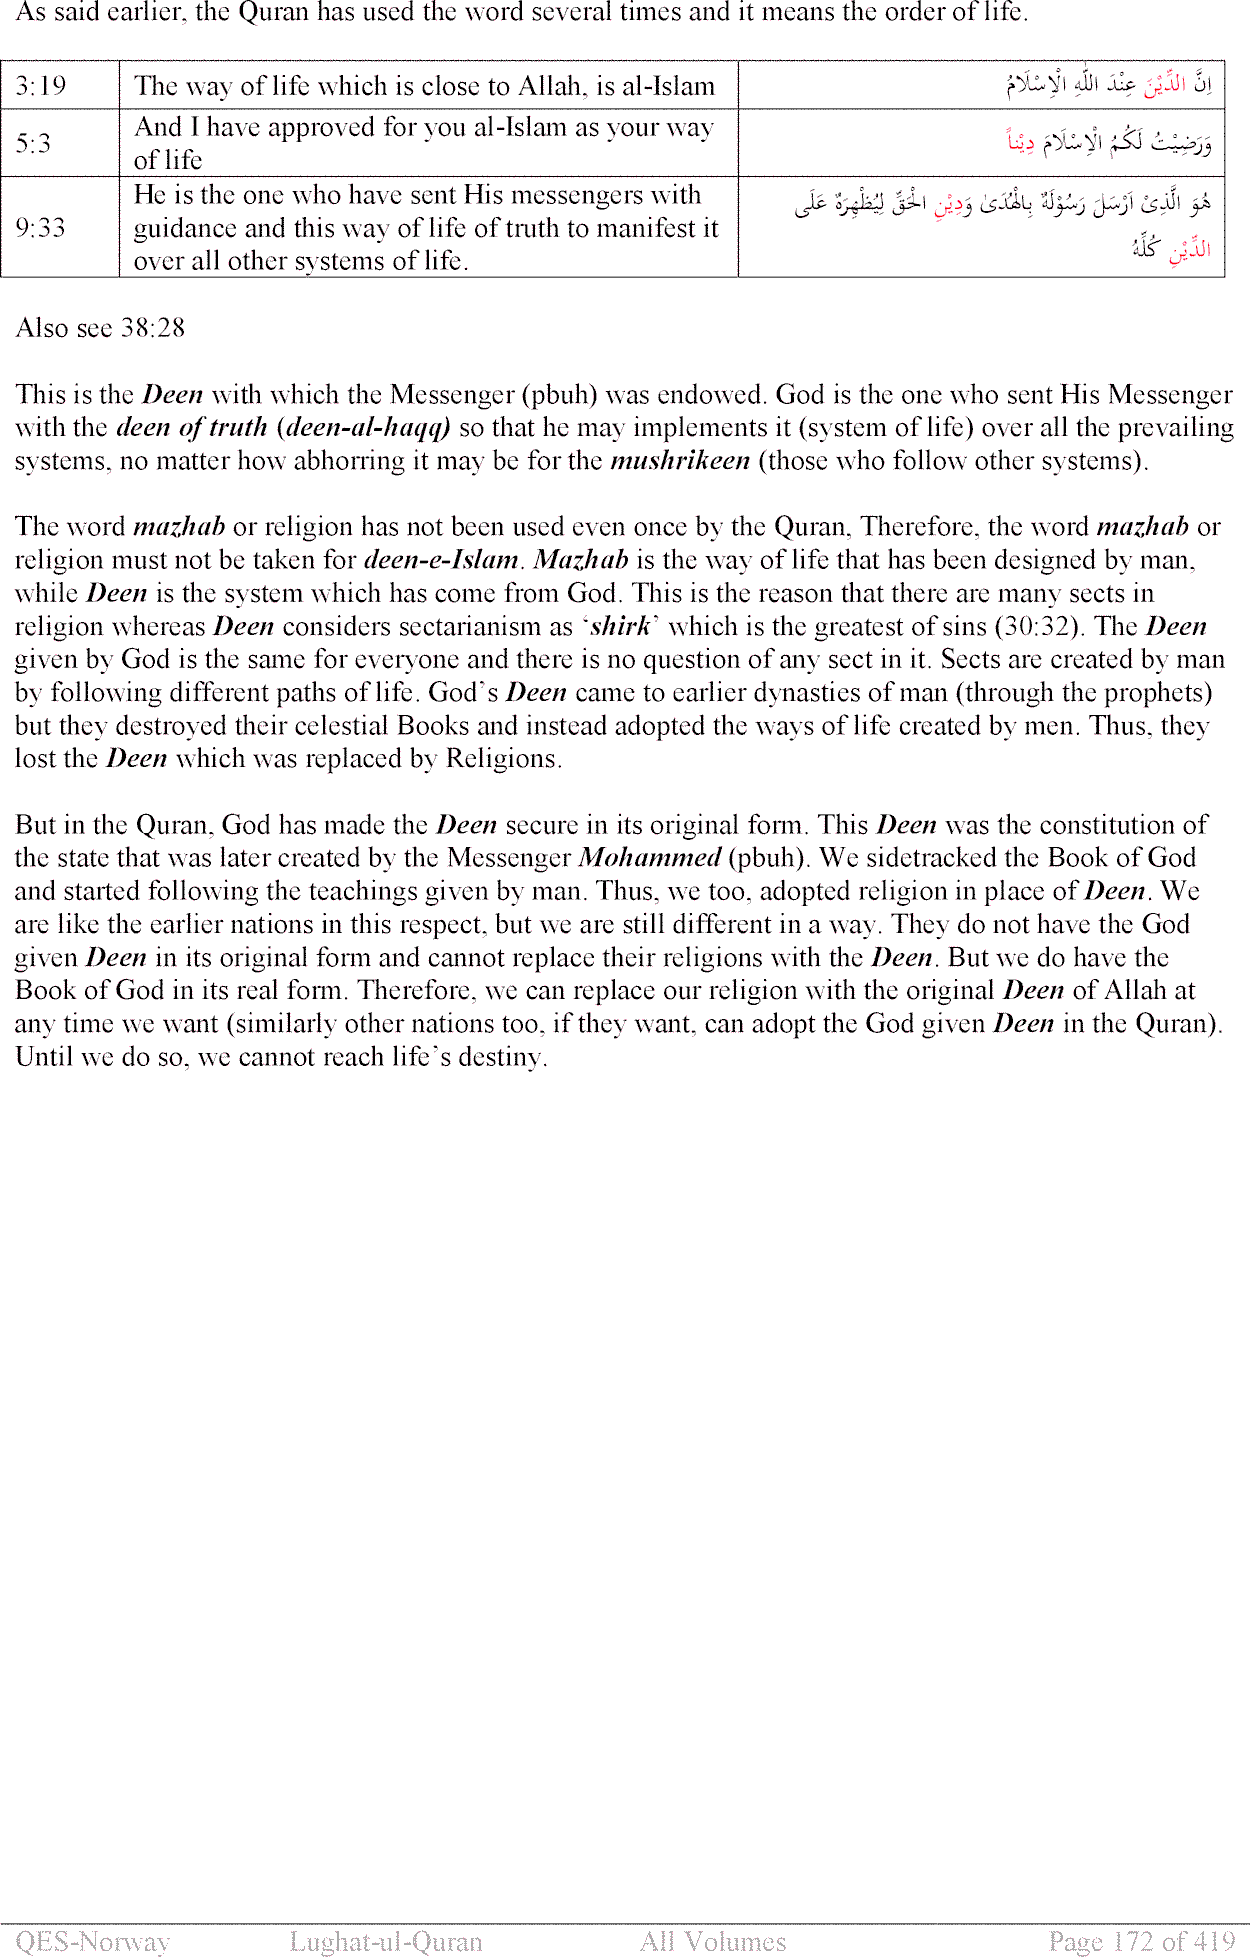 As said earlier, the Quran has used the word several times and it means the order of life.
3:19 The way of life which is close to Allah, is al-Islam اِنَّ الدِّيْنَ عِنْدَ اللّٰهِ الْاِسْلَامُ
5:3 And I have approved for you al-Islam as your way
of life وَرَضِيْتُ لَكُمُ الْاِسْلَامَ دِيْناً
9:33 He is the one who have sent His messengers with
guidance and this way of life of truth to manifest it
over all other systems of life.
هُوَ الَّذِىْ اَرْسَلَ رَسُوْلَهٗ بِالْهُدَىٰ وَدِيْنِ الْحَقِّ لِيُظْهِرَهٗ عَلَى
الدِّيْنِ كُلِّهٖ
Also see 38:28
This is the Deen with which the Messenger (pbuh) was endowed. God is the one who sent His Messenger
with the deen of truth (deen-al-haqq) so that he may implements it (system of life) over all the prevailing
systems, no matter how abhorring it may be for the mushrikeen (those who follow other systems).
The word mazhab or religion has not been used even once by the Quran, Therefore, the word mazhab or
religion must not be taken for deen-e-Islam. Mazhab is the way of life that has been designed by man,
while Deen is the system which has come from God. This is the reason that there are many sects in
religion whereas Deen considers sectarianism as ‘shirk’ which is the greatest of sins (30:32). The Deen
given by God is the same for everyone and there is no question of any sect in it. Sects are created by man
by following different paths of life. God’s Deen came to earlier dynasties of man (through the prophets)
but they destroyed their celestial Books and instead adopted the ways of life created by men. Thus, they
lost the Deen which was replaced by Religions.
But in the Quran, God has made the Deen secure in its original form. This Deen was the constitution of
the state that was later created by the Messenger Mohammed (pbuh). We sidetracked the Book of God
and started following the teachings given by man. Thus, we too, adopted religion in place of Deen. We
are like the earlier nations in this respect, but we are still different in a way. They do not have the God
given Deen in its original form and cannot replace their religions with the Deen. But we do have the
Book of God in its real form. Therefore, we can replace our religion with the original Deen of Allah at
any time we want (similarly other nations too, if they want, can adopt the God given Deen in the Quran).
Until we do so, we cannot reach life’s destiny.
QES-Norway Lughat-ul-Quran All Volumes Page 172 of 419